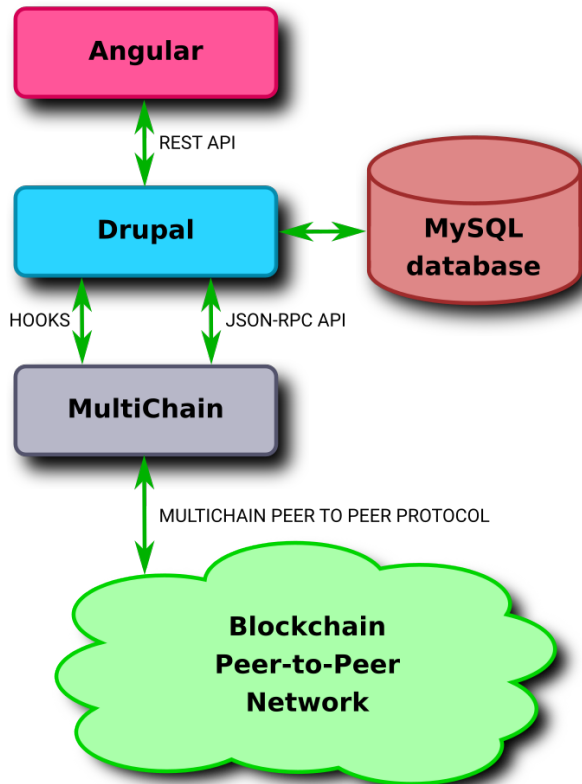 Angular
REST API
Drupal
MySQL
database
HOOKS
JSON-RPC API
MultiChain
MULTICHAIN PEER TO PEER PROTOCOL
Blockchain
Peer-to-Peer
Network